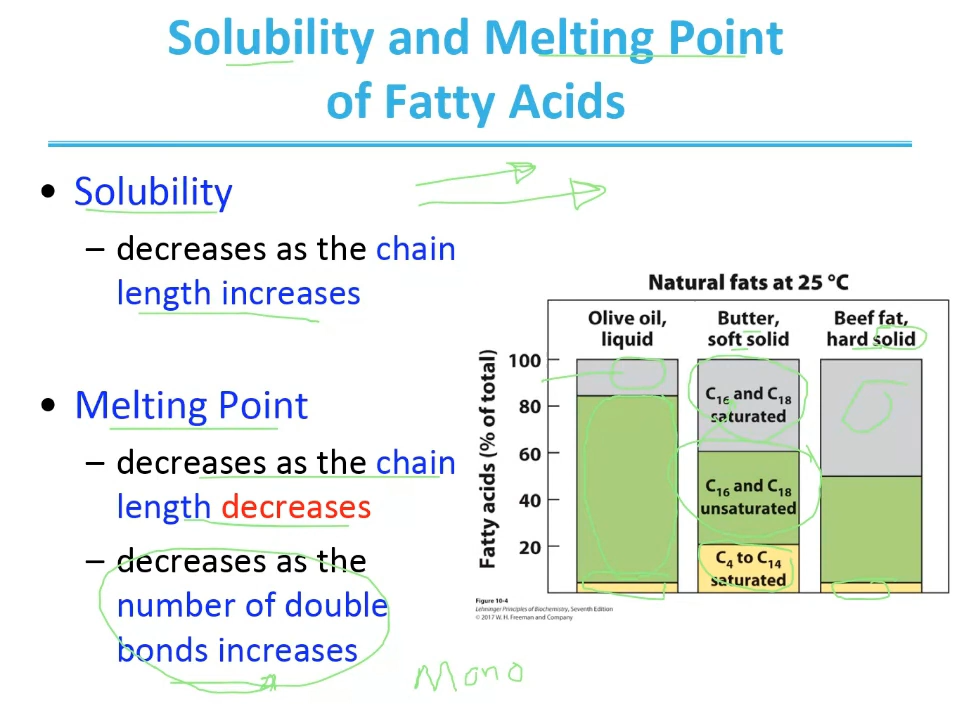 Solubility and Melting Point
of Fatty Acids
• Solubility
– decreases as the chain
length increases
• Melting Point
– decreases as the chain
length decreases
– decreases as the
number of double
bonds increases
Mono
Natural fats at 25 °C
Olive oil,
liquid
Butter,
soft solid
Beef fat,
hard solid
Fatty acids (% of total)
100
80
60
40
20
C16 and C18
saturated
C16 and C18
unsaturated
C4 to C14
saturated
Figure 10-4
Lehninger Principles of Biochemistry, Seventh Edition
© 2017 W. H. Freeman and Company